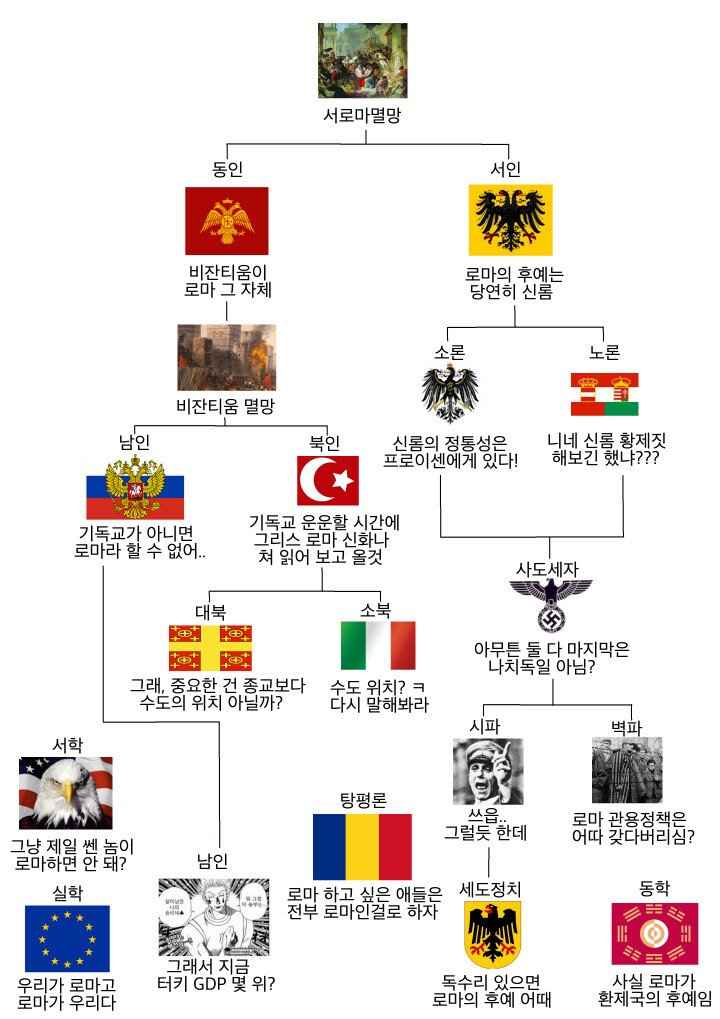 서로마멸망
동인
서인
비잔티움이
로마 그 자체
로마의 후예는
당연히 신롬
비잔티움 멸망
소론
노론
신롬의 정통성은
프로이센에게 있다!
니네 신롬 황제짓
해보긴 했냐???
남인
북인
기독교가 아니면
로마라 할 수 없어..
기독교 운운할 시간에
그리스 로마 신화나
쳐 읽어 보고 올것
사도세자
아무튼 둘 다 마지막은
나치독일 아님?
대북
소북
그래, 중요한 건 종교보다
수도의 위치 아닐까?
수도 위치? ㅋ
다시 말해봐라
시파
벽파
쓰읍..
그럴듯 한데
로마 관용정책은
어따 갖다버리심?
서학
그냥 제일 쎈 놈이
로마하면 안 돼?
탕평론
로마 하고 싶은 애들은
전부 로마인걸로 하자
남인
그래서 지금
터키 GDP 몇 위?
세도정치
독수리 있으면
로마의 후예 어때
실학
우리가 로마고
로마가 우리다
동학
사실 로마가
환제국의 후예임